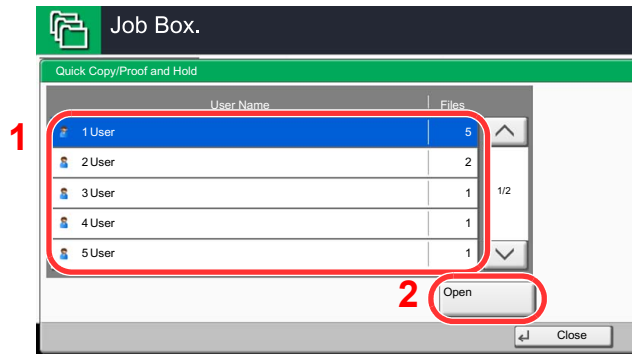 Job Box.
Quick Copy/Proof and Hold
User Name Files
1
1 User 5
2 User 2
3 User 1
1/2
4 User 1
5 User 1
2
Open
Close